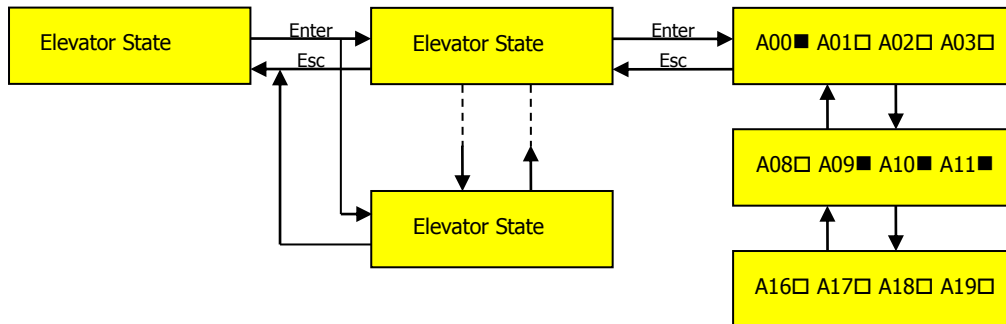 Elevator State
Enter
Esc
Elevator State
Enter
Esc
A00■ A01□ A02□ A03□
A08□ A09■ A10■ A11■
Elevator State
A16□ A17□ A18□ A19□